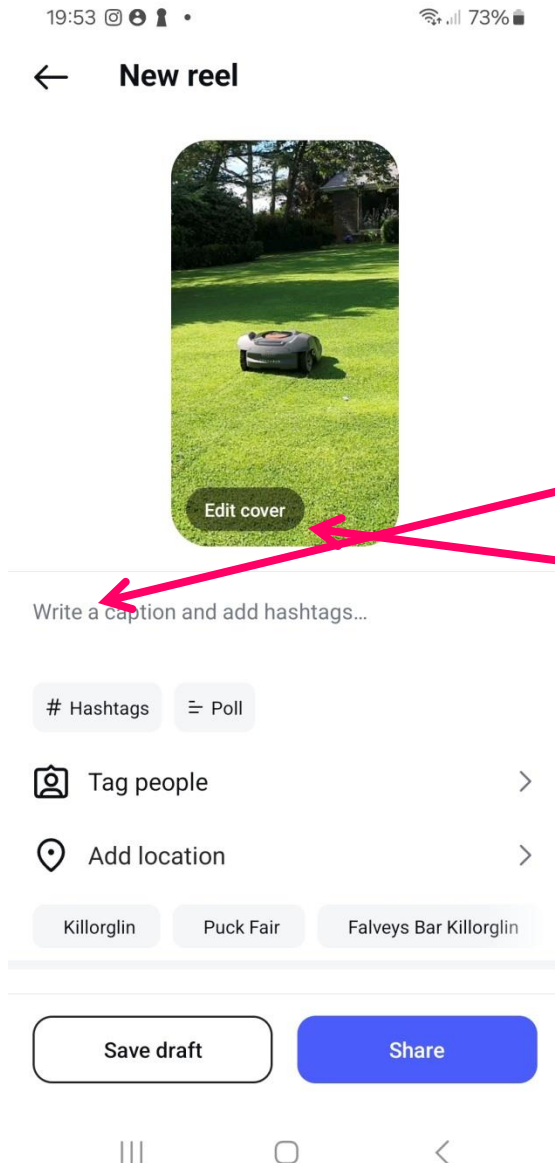 19:53 73%
New reel
Edit cover
Write a caption and add hashtags...
# Hashtags Poll
Tag people
Add location
Killorglin Puck Fair Falveys Bar Killorglin
Save draft Share